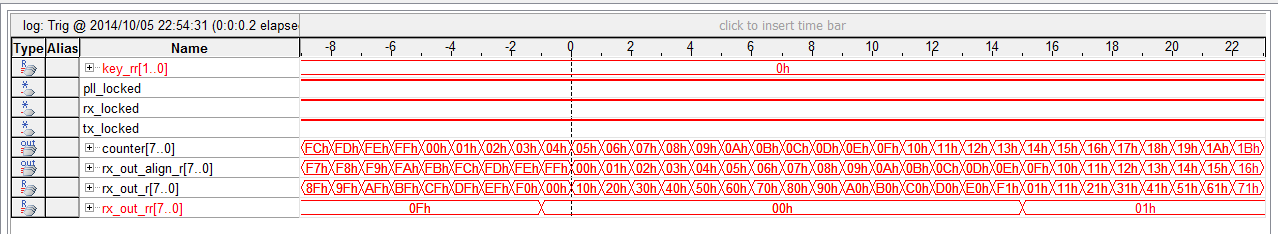 log: Trig @ 2014/10/05 22:54:31 (0:0:0.2 elapse
click to insert time bar
Type Alias Name -8 -6 -4 -2 0 2 4 6 8 10 12 14 16 18 20 22
R key_rr[1..0] 0h
* pll_locked
* rx_locked
* tx_locked
out counter[7..0] FCh FDh FEh FFh 00h 01h 02h 03h 04h 05h 06h 07h 08h 09h 0Ah 0Bh 0Ch 0Dh 0Eh 0Fh 10h 11h 12h 13h 14h 15h 16h 17h 18h 19h 1Ah 1Bh
out rx_out_align_r[7..0] F7h F8h F9h FAh FBh FCh FDh FEh FFh 00h 01h 02h 03h 04h 05h 06h 07h 08h 09h 0Ah 0Bh 0Ch 0Dh 0Eh 0Fh 10h 11h 12h 13h 14h 15h 16h
R rx_out_r[7..0] 8Fh 9Fh AFh BFh CFh DFh EFh F0h 00h 10h 20h 30h 40h 50h 60h 70h 80h 90h A0h B0h C0h D0h E0h F1h 01h 11h 21h 31h 41h 51h 61h 71h
R rx_out_rr[7..0] 0Fh 00h 01h